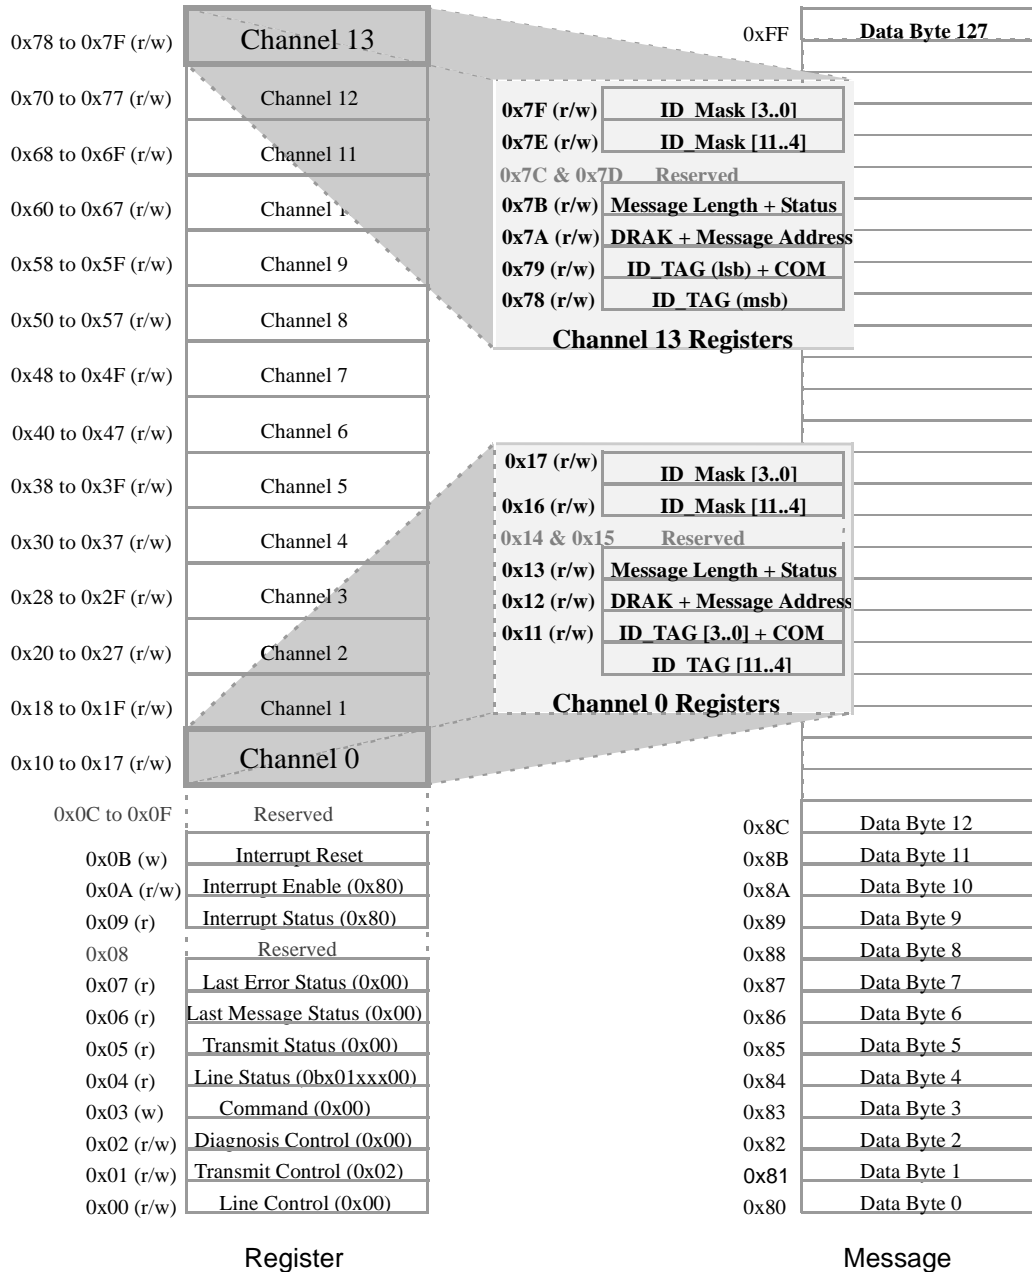 0x78 to 0x7F (r/w) Channel 13
0x70 to 0x77 (r/w) Channel 12
0x68 to 0x6F (r/w) Channel 11
0x60 to 0x67 (r/w) Channel 1
0x58 to 0x5F (r/w) Channel 9
0x50 to 0x57 (r/w) Channel 8
0x48 to 0x4F (r/w) Channel 7
0x40 to 0x47 (r/w) Channel 6
0x38 to 0x3F (r/w) Channel 5
0x30 to 0x37 (r/w) Channel 4
0x28 to 0x2F (r/w) Channel 3
0x20 to 0x27 (r/w) Channel 2
0x18 to 0x1F (r/w) Channel 1
0x10 to 0x17 (r/w) Channel 0
0x0C to 0x0F Reserved
0x0B (w) Interrupt Reset
0x0A (r/w) Interrupt Enable (0x80)
0x09 (r) Interrupt Status (0x80)
0x08 Reserved
0x07 (r) Last Error Status (0x00)
0x06 (r) Last Message Status (0x00)
0x05 (r) Transmit Status (0x00)
0x04 (r) Line Status (0bx01xxx00)
0x03 (w) Command (0x00)
0x02 (r/w) Diagnosis Control (0x00)
0x01 (r/w) Transmit Control (0x02)
0x00 (r/w) Line Control (0x00)
Register
0x7F (r/w) ID_Mask [3..0]
0x7E (r/w) ID_Mask [11..4]
0x7C & 0x7D Reserved
0x7B (r/w) Message Length + Status
0x7A (r/w) DRAK + Message Address
0x79 (r/w) ID_TAG (lsb) + COM
0x78 (r/w) ID_TAG (msb)
Channel 13 Registers
0x17 (r/w) ID_Mask [3..0]
0x16 (r/w) ID_Mask [11..4]
0x14 & 0x15 Reserved
0x13 (r/w) Message Length + Status
0x12 (r/w) DRAK + Message Address
0x11 (r/w) ID_TAG [3..0] + COM
ID_TAG [11..4]
Channel 0 Registers
0xFF Data Byte 127
0x8C Data Byte 12
0x8B Data Byte 11
0x8A Data Byte 10
0x89 Data Byte 9
0x88 Data Byte 8
0x87 Data Byte 7
0x86 Data Byte 6
0x85 Data Byte 5
0x84 Data Byte 4
0x83 Data Byte 3
0x82 Data Byte 2
0x81 Data Byte 1
0x80 Data Byte 0
Message